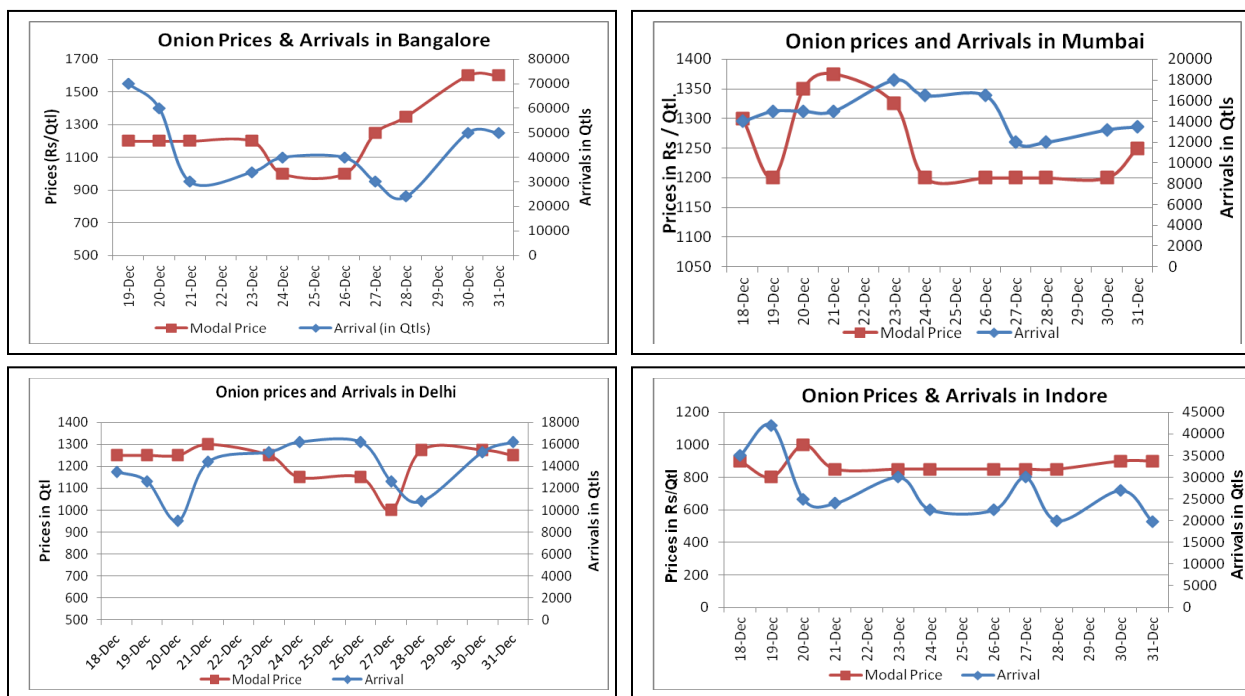 Onion Prices & Arrivals in Bangalore
Prices (Rs/Qtl)
1700
1500
1300
1100
900
700
500
80000
70000
60000
50000
40000
30000
20000
10000
0
Arrivals in Qtls
19-Dec
20-Dec
21-Dec
22-Dec
23-Dec
24-Dec
25-Dec
26-Dec
27-Dec
28-Dec
29-Dec
30-Dec
31-Dec
Modal Price
Arrival (in Qtls)
Onion prices and Arrivals in Mumbai
Prices in Rs / Qtl.
1400
1350
1300
1250
1200
1150
1100
1050
20000
18000
16000
14000
12000
10000
8000
6000
4000
2000
0
Arrivals in Qtls
18-Dec
19-Dec
20-Dec
21-Dec
22-Dec
23-Dec
24-Dec
25-Dec
26-Dec
27-Dec
28-Dec
29-Dec
30-Dec
31-Dec
Modal Price
Arrival
Onion prices and Arrivals in Delhi
Prices in Qtl
1400
1300
1200
1100
1000
900
800
700
600
500
18000
16000
14000
12000
10000
8000
6000
4000
2000
0
Arrivals in Qtls
18-Dec
19-Dec
20-Dec
21-Dec
22-Dec
23-Dec
24-Dec
25-Dec
26-Dec
27-Dec
28-Dec
29-Dec
30-Dec
31-Dec
Modal Price
Arrival
Onion Prices & Arrivals in Indore
Prices in Rs/Qtl
1200
1000
800
600
400
200
0
45000
40000
35000
30000
25000
20000
15000
10000
5000
0
Arrivals in Qtls
18-Dec
19-Dec
20-Dec
21-Dec
22-Dec
23-Dec
24-Dec
25-Dec
26-Dec
27-Dec
28-Dec
29-Dec
30-Dec
31-Dec
Modal Price
Arrival